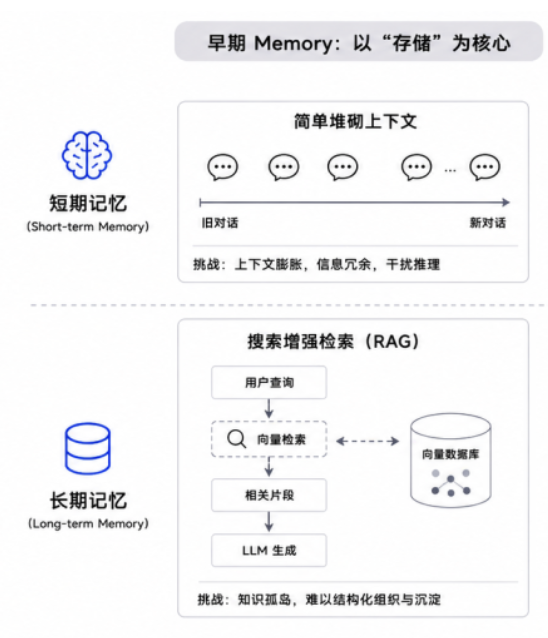 早期 Memory：以“存储”为核心
简单堆砌上下文
...
旧对话
新对话
短期记忆
(Short-term Memory)
挑战：上下文膨胀，信息冗余，干扰推理
搜索增强检索（RAG）
用户查询
向量检索
向量数据库
相关片段
LLM 生成
长期记忆
(Long-term Memory)
挑战：知识孤岛，难以结构化组织与沉淀